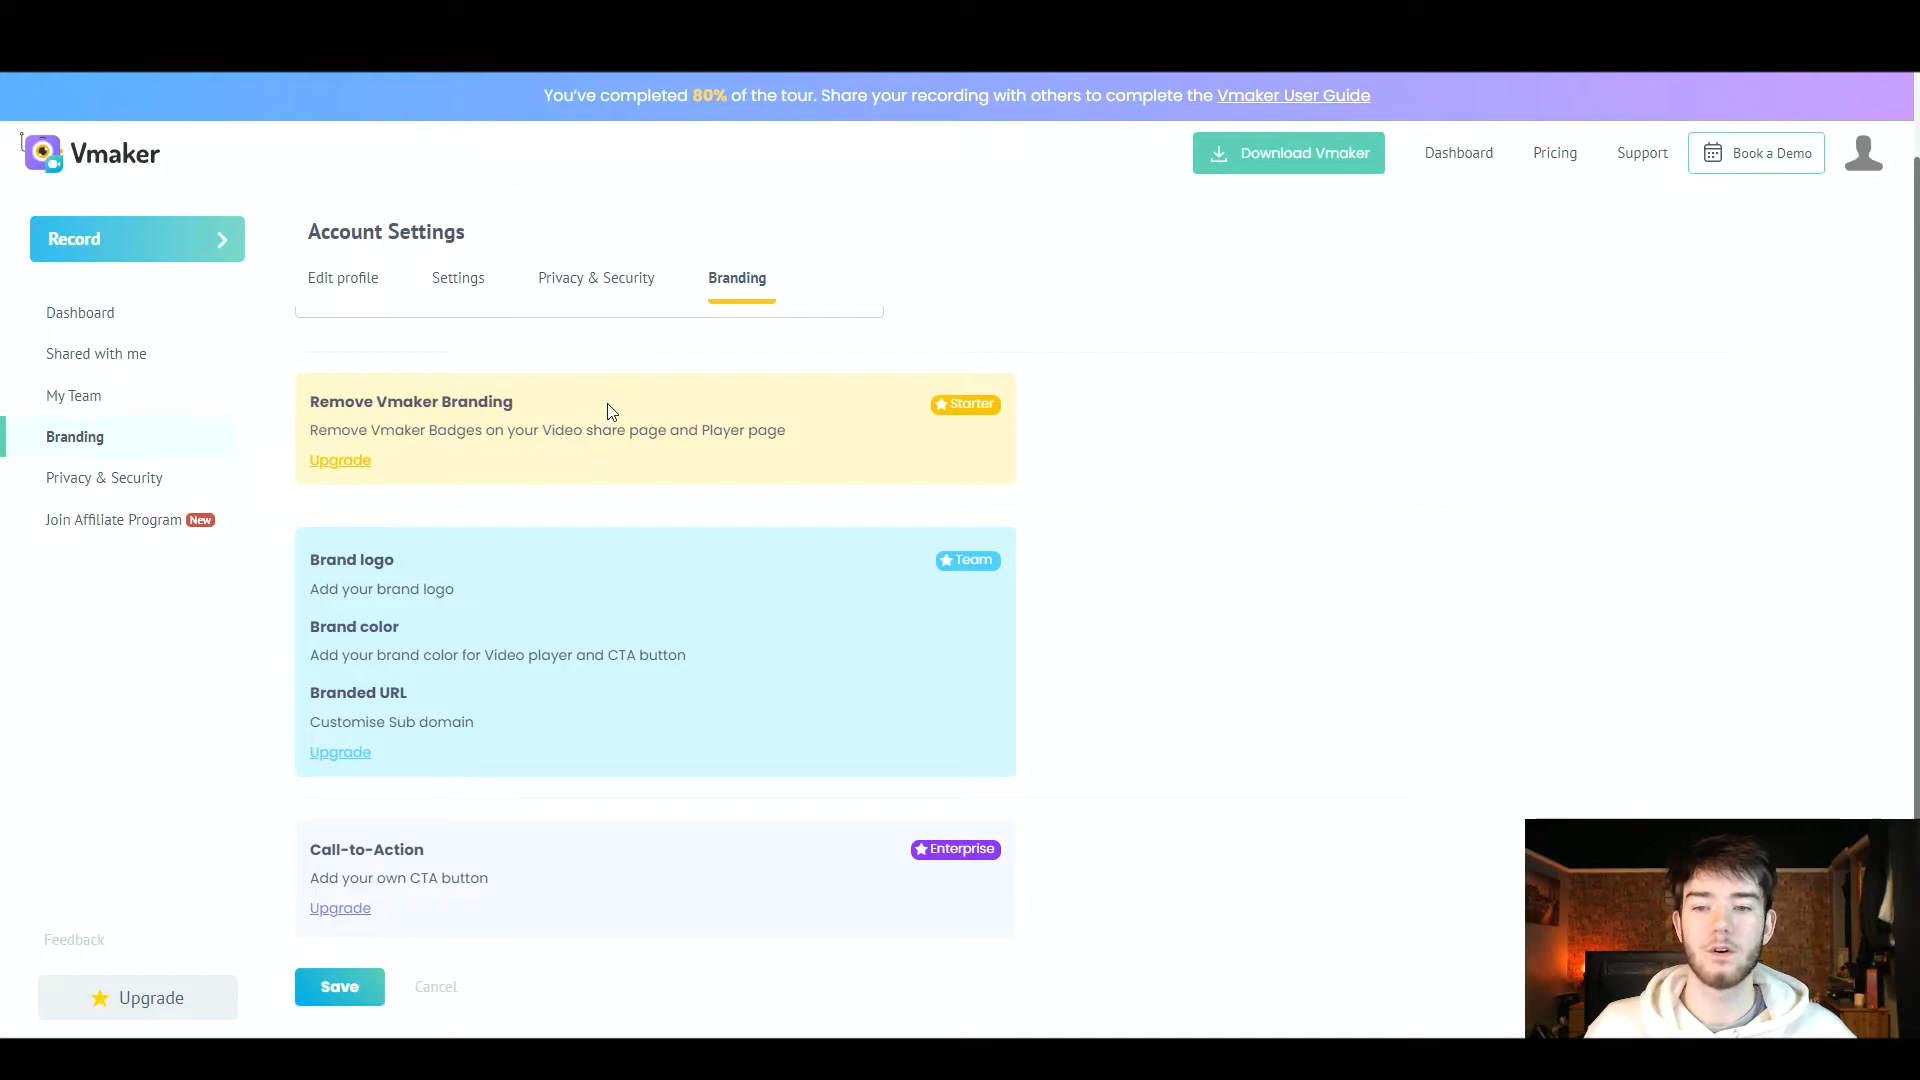 You've completed 80% of the tour. Share your recording with others to complete the Vmaker User Guide
Vmaker
Download Vmaker
Dashboard
Pricing
Support
Book a Demo
Record
Account Settings
Edit profile
Settings
Privacy & Security
Branding
Dashboard
Shared with me
My Team
Branding
Privacy & Security
Join Affiliate Program New
Remove Vmaker Branding
Starter
Remove Vmaker Badges on your Video share page and Player page
Upgrade
Brand logo
Team
Add your brand logo
Brand color
Add your brand color for Video player and CTA button
Branded URL
Customise Sub domain
Upgrade
Call-to-Action
Enterprise
Add your own CTA button
Upgrade
Feedback
Upgrade
Save
Cancel